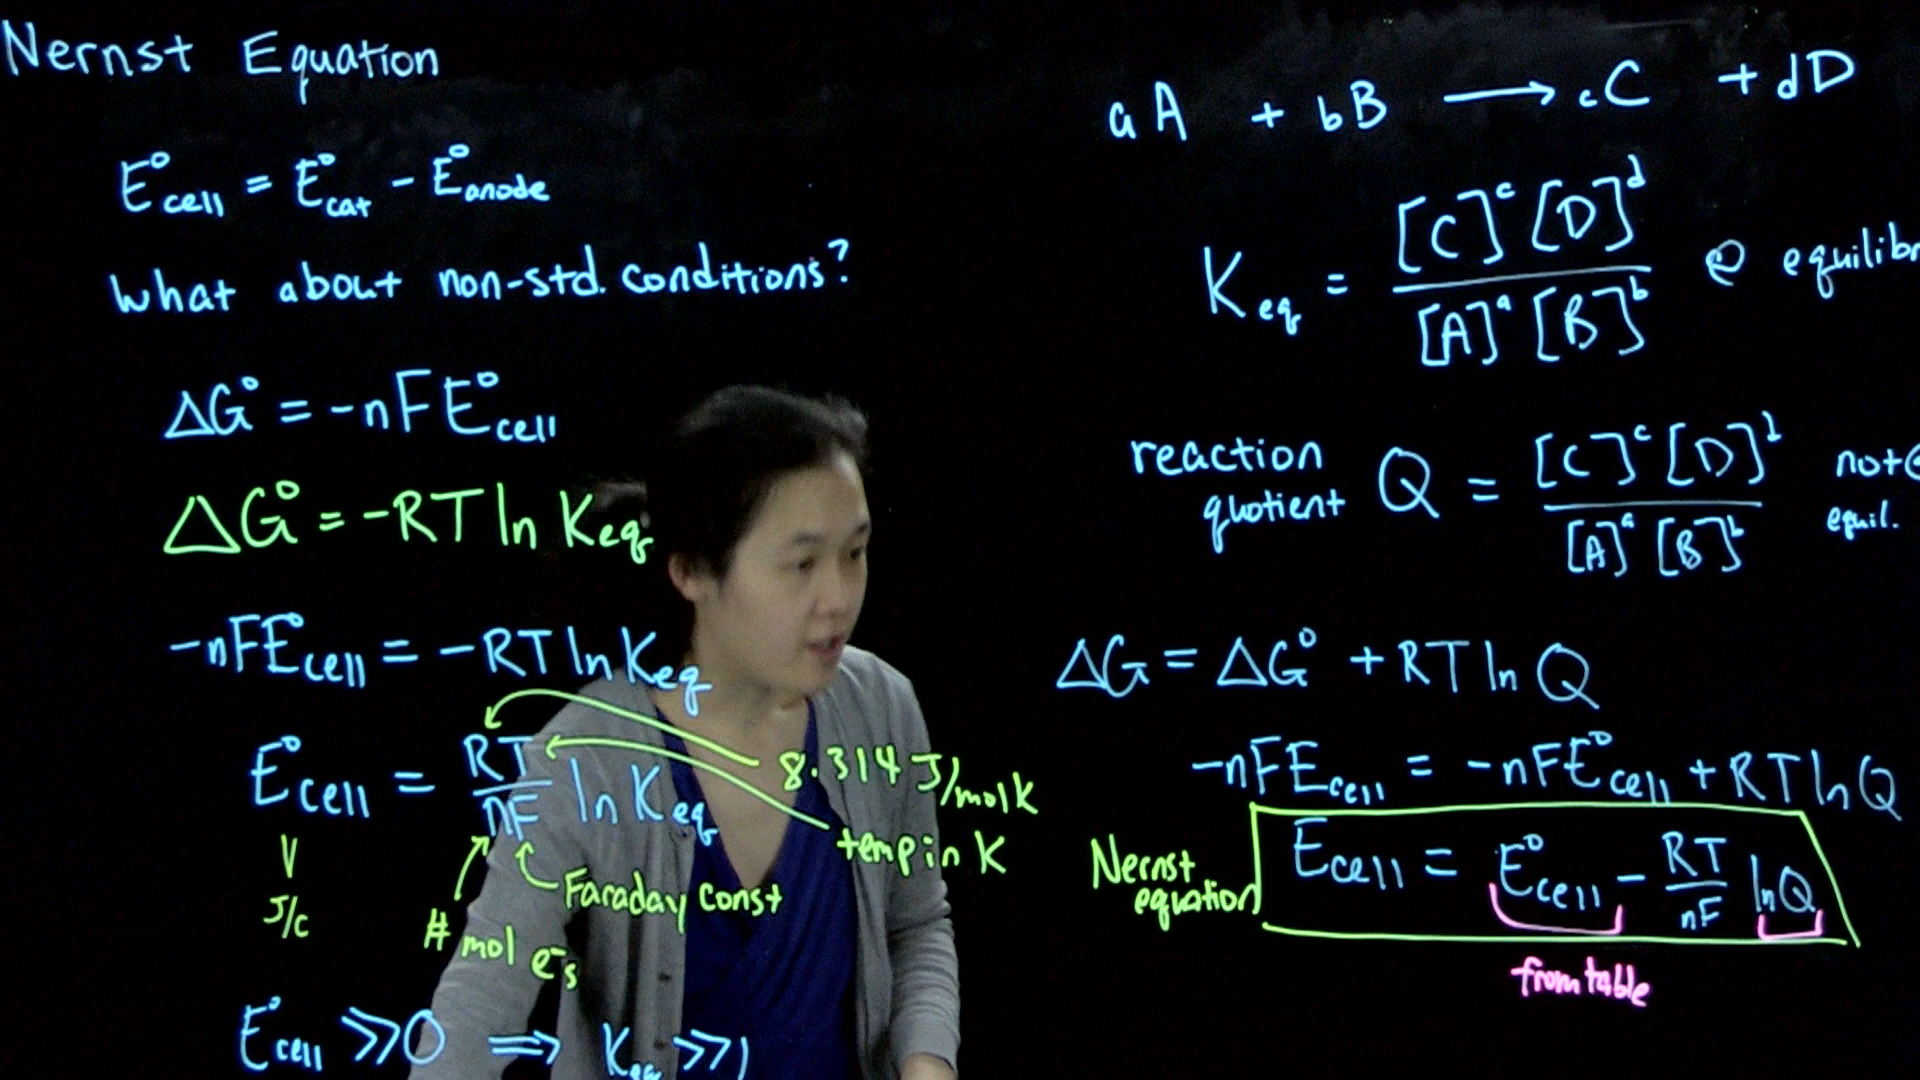 Nernst Equation
E°cell = E°cat - E°anode
What about non-std. conditions?
ΔG° = -nFE°cell
ΔG° = -RT ln Keq
-nFE°cell = -RT ln Keq
E°cell = RT/nF ln Keq
8.314 J/molK
temp in K
V
J/C
Faraday const
# mol e-s
E°cell >>0 ⇒ Keq >>1
aA + bB → cC + dD
Keq = [C]^c [D]^d / [A]^a [B]^b @
reaction quotient Q = [C]^c [D]^d / [A]^a [B]^b not @
equil.
ΔG = ΔG° + RT ln Q
-nFEcell = -nFE°cell + RT ln Q
Nernst
equation
Ecell = E°cell - RT/nF lnQ
from table